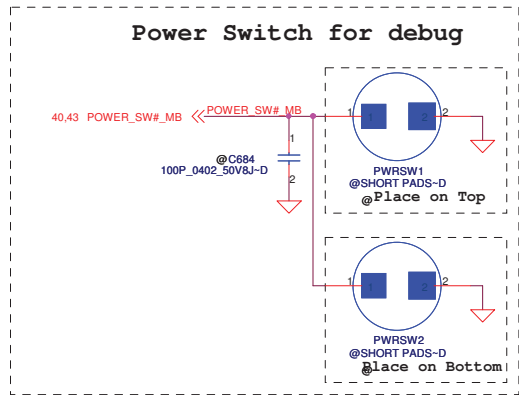 Power Switch for debug
40,43 POWER_SW#_MB POWER_SW#_MB
1 1 2 2
1
@C684
100P_0402_50V8J~D
2
PWRSW1
@SHORT PADS~D
@Place on Top
1 1 2 2
PWRSW2
@SHORT PADS~D
@Place on Bottom